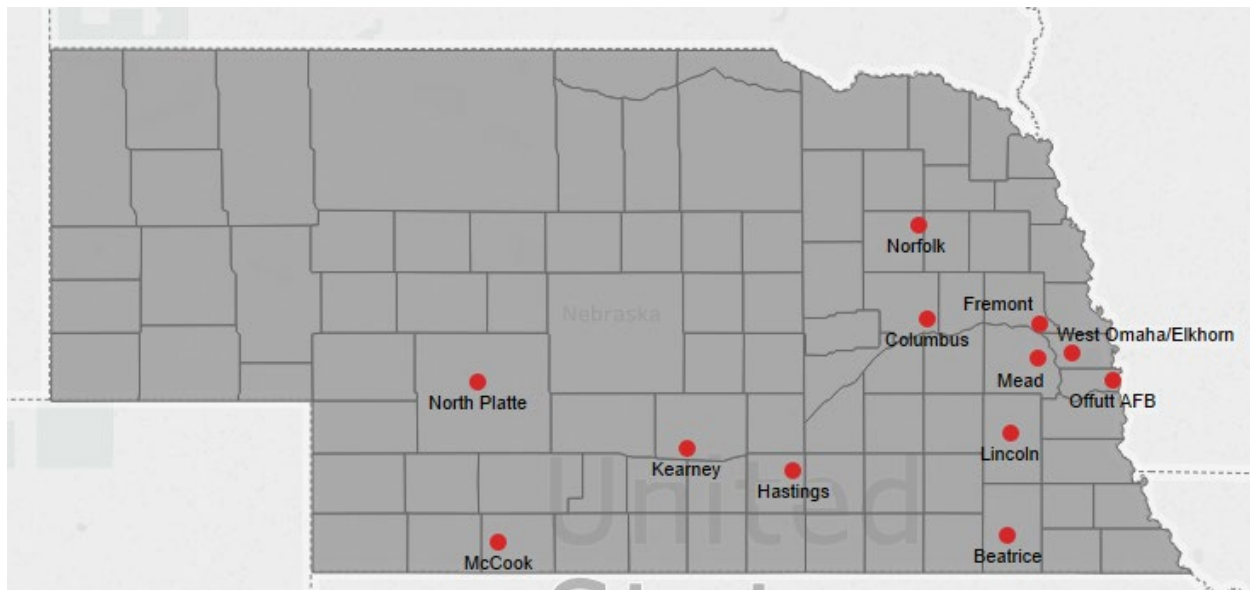 Norfolk
Fremont
Nebraska
West Omaha/Elkhorn
Columbus
Mead
North Platte
Offutt AFB
Lincoln
Kearney
United
Hastings
Beatrice
McCook